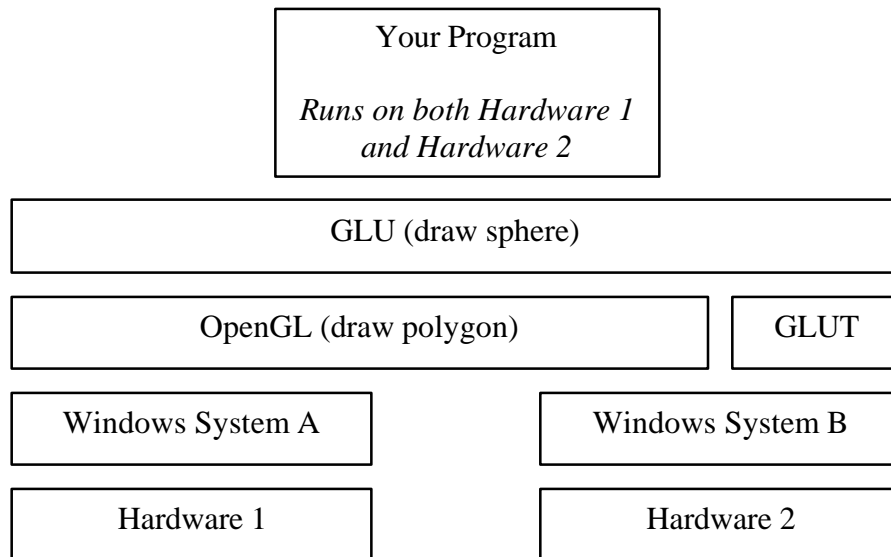 Your Program
Runs on both Hardware 1
and Hardware 2
GLU (draw sphere)
OpenGL (draw polygon)
GLUT
Windows System A
Windows System B
Hardware 1
Hardware 2